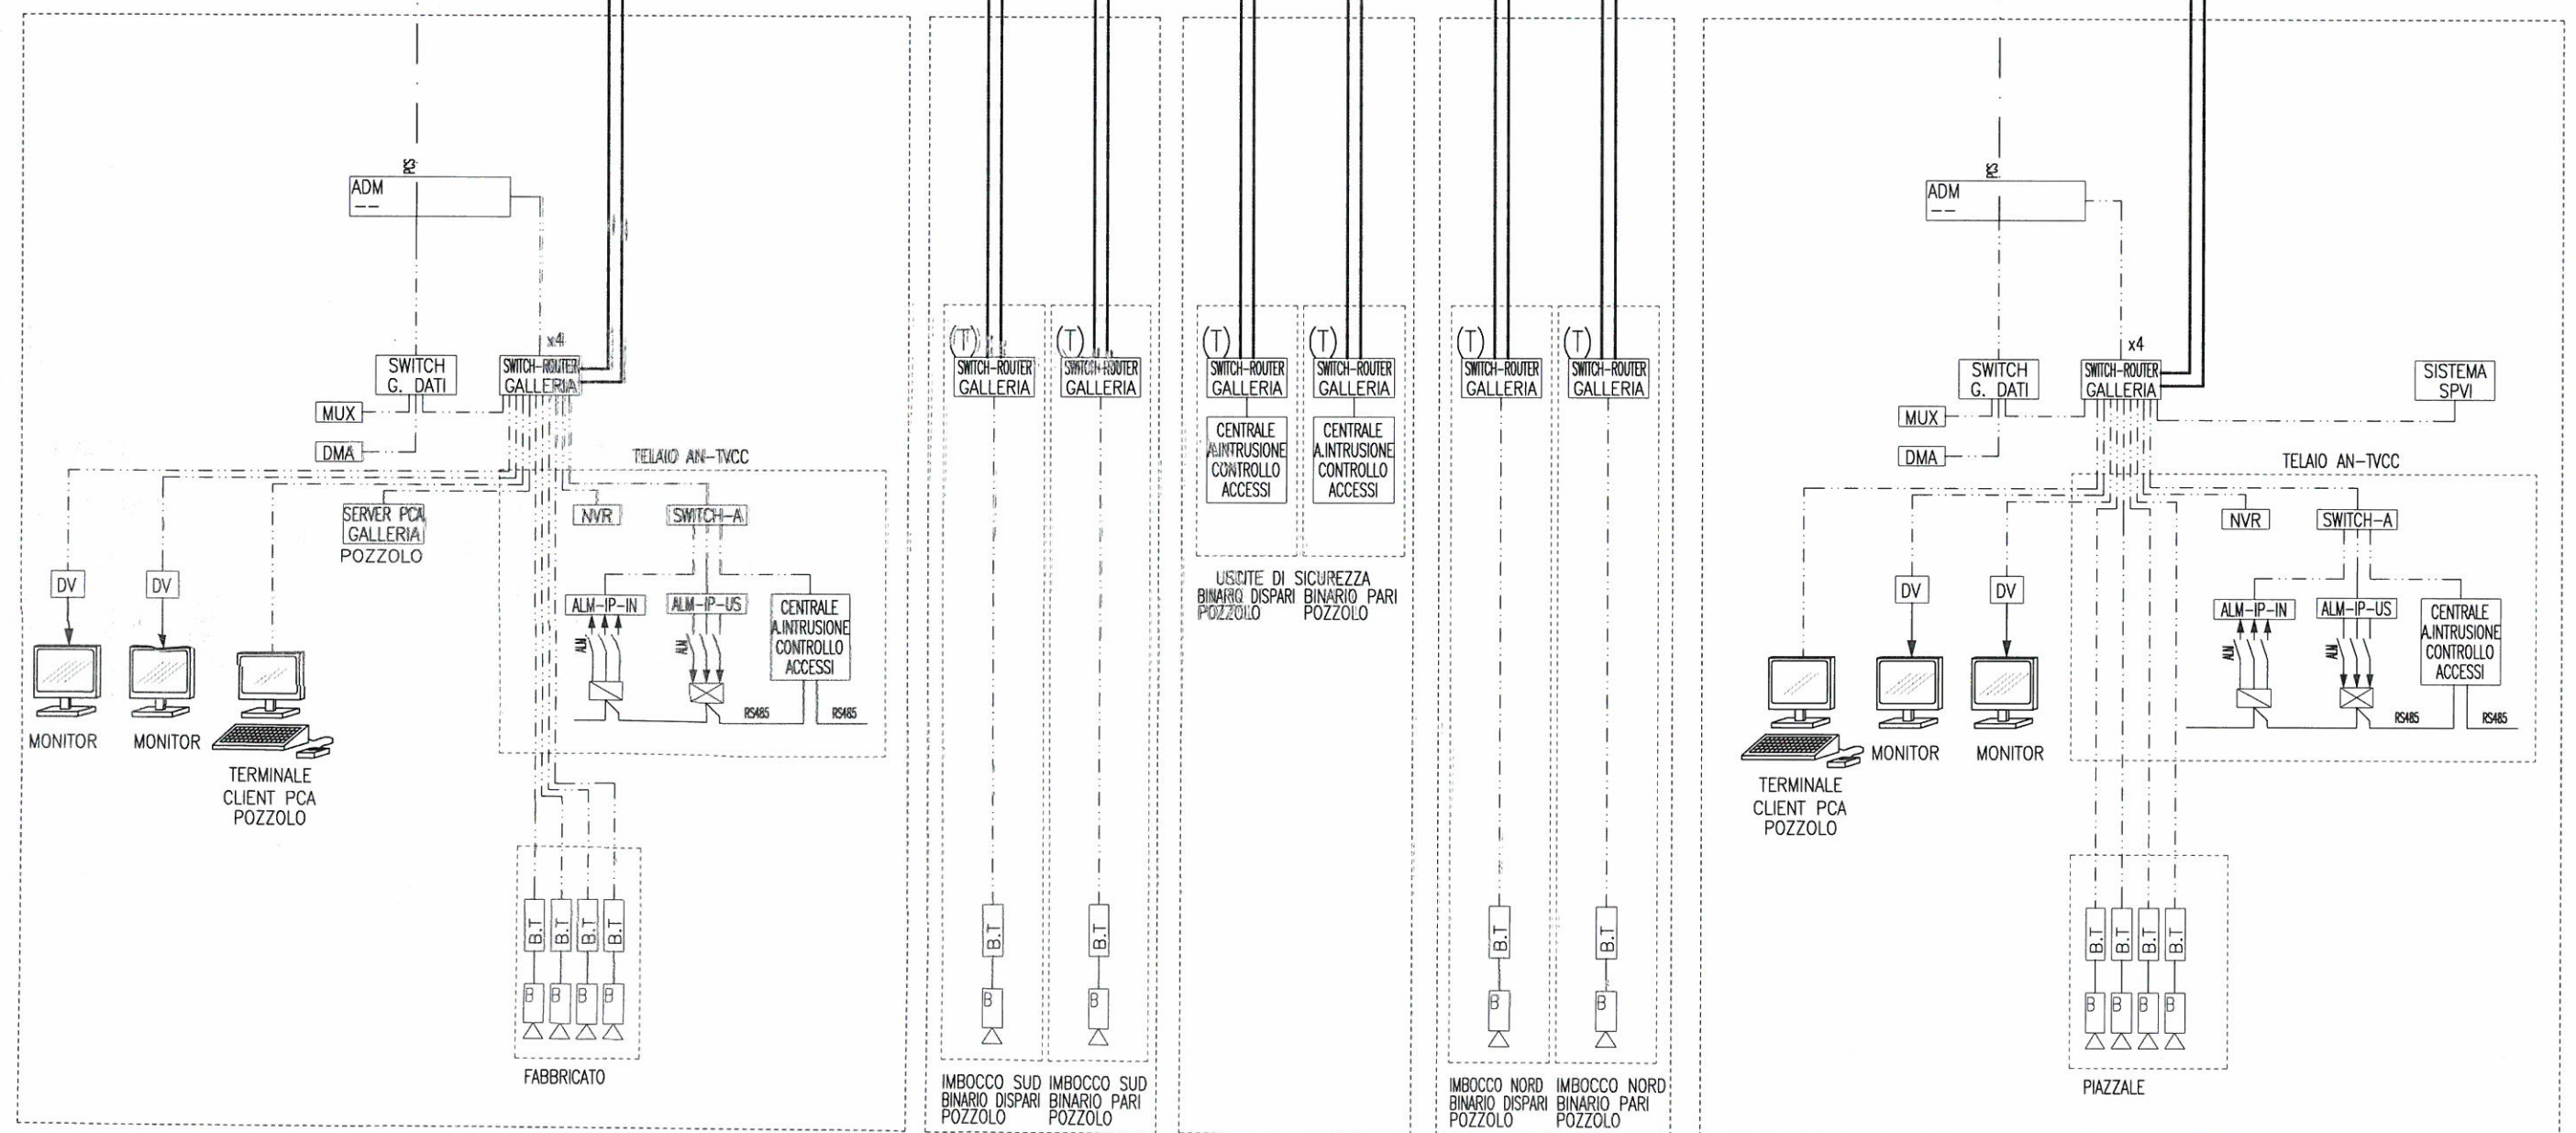 PCS
ADM
--
x4
SWITCH
G. DATI
SWITCH-ROUTER
GALLERIA
MUX
DMA
TELAIO AN-TVCC
SERVER PCA
GALLERIA
POZZOLO
NVR
SWITCH-A
DV
DV
ALM-IP-IN
ALM-IP-US
CENTRALE
A.INTRUSIONE
CONTROLLO
ACCESSI
ALM.
ALM.
RS485
RS485
MONITOR
MONITOR
TERMINALE
CLIENT PCA
POZZOLO
B.T
B.T
B.T
B.T
B
B
B
B
FABBRICATO
(T)
SWITCH-ROUTER
GALLERIA
B.T
B
IMBOCCO SUD
BINARIO DISPARI
POZZOLO
(T)
SWITCH-ROUTER
GALLERIA
B.T
B
IMBOCCO SUD
BINARIO PARI
POZZOLO
(T)
SWITCH-ROUTER
GALLERIA
CENTRALE
A.INTRUSIONE
CONTROLLO
ACCESSI
(T)
SWITCH-ROUTER
GALLERIA
CENTRALE
A.INTRUSIONE
CONTROLLO
ACCESSI
USCITE DI SICUREZZA
BINARIO DISPARI BINARIO PARI
POZZOLO POZZOLO
(T)
SWITCH-ROUTER
GALLERIA
B.T
B
IMBOCCO NORD
BINARIO DISPARI
POZZOLO
(T)
SWITCH-ROUTER
GALLERIA
B.T
B
IMBOCCO NORD
BINARIO PARI
POZZOLO
PCS
ADM
--
x4
SWITCH
G. DATI
SWITCH-ROUTER
GALLERIA
SISTEMA
SPVI
MUX
DMA
TELAIO AN-TVCC
NVR
SWITCH-A
DV
DV
ALM-IP-IN
ALM-IP-US
CENTRALE
A.INTRUSIONE
CONTROLLO
ACCESSI
ALM.
ALM.
RS485
RS485
MONITOR
MONITOR
TERMINALE
CLIENT PCA
POZZOLO
B.T
B.T
B.T
B.T
B
B
B
B
PIAZZALE